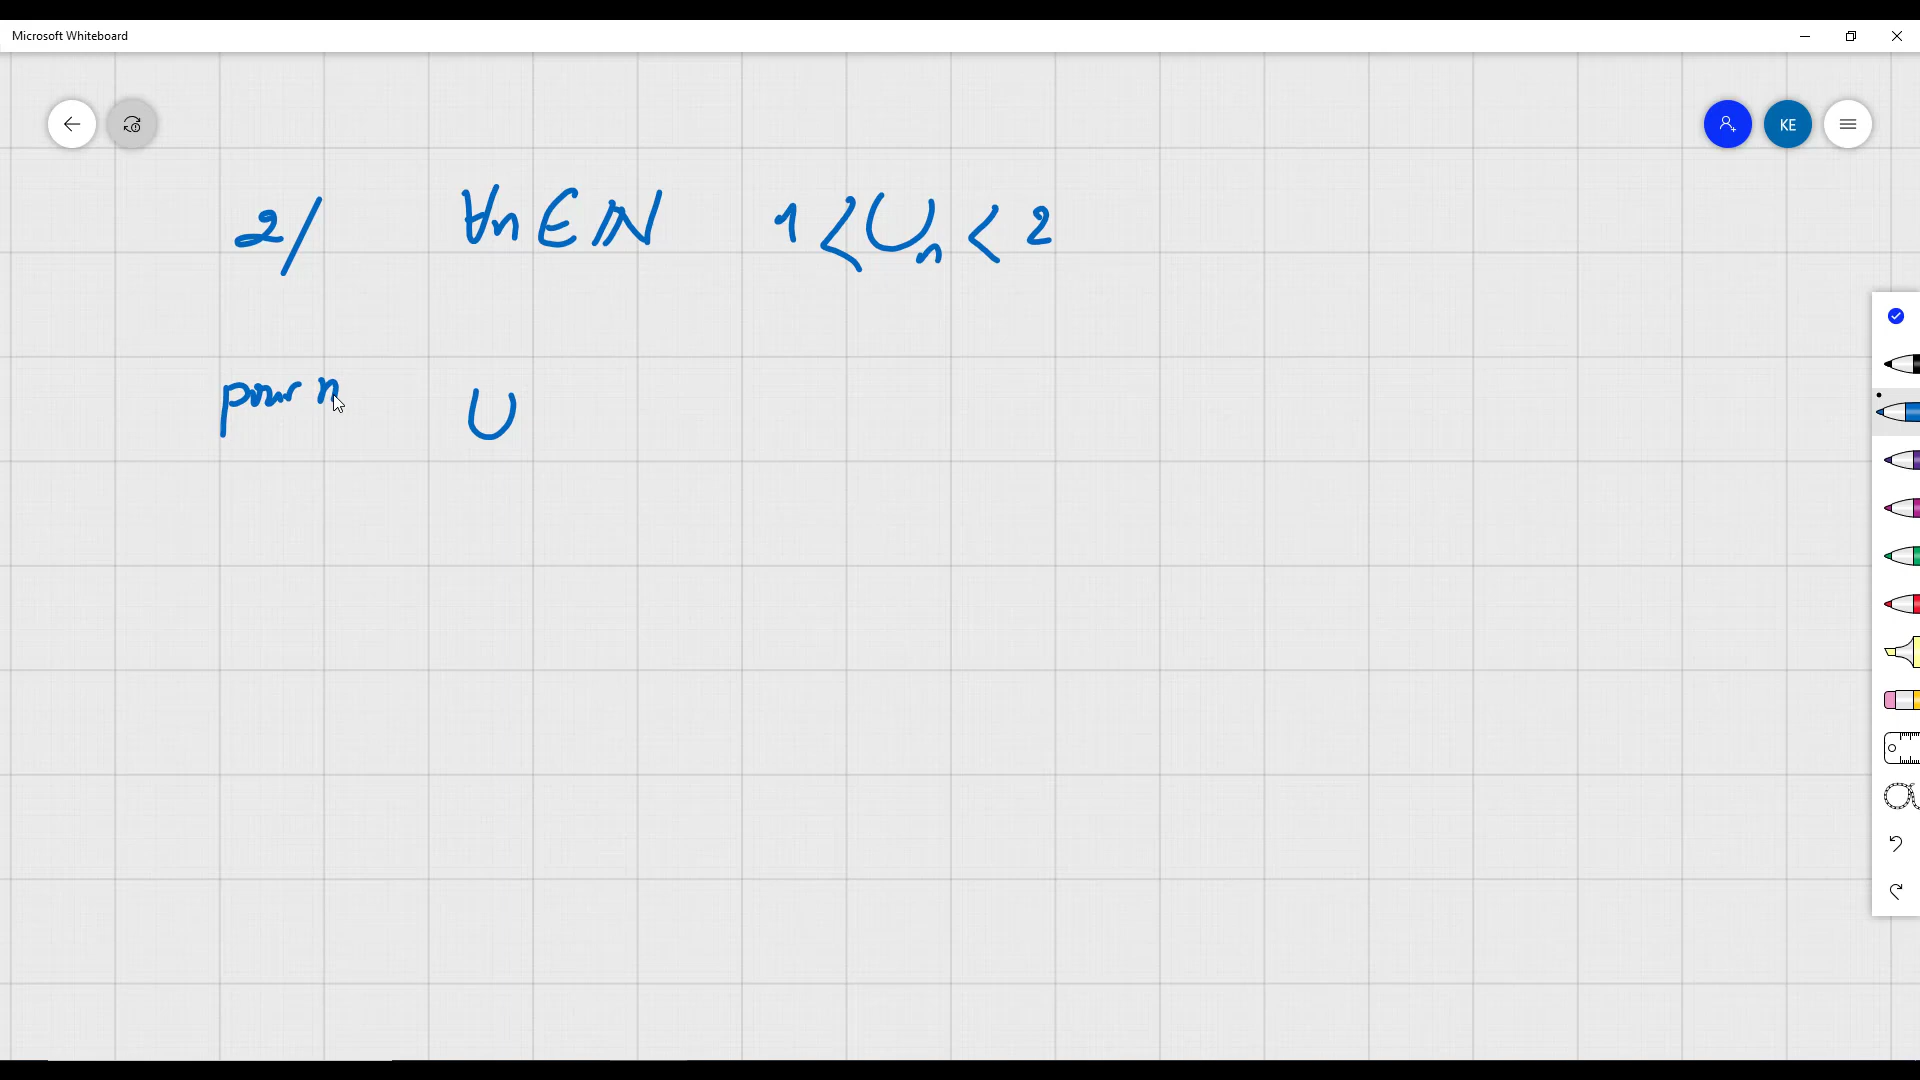 Microsoft Whiteboard
KE
2/ ∀n ∈ ℕ 1 < Uₙ < 2
pour n U